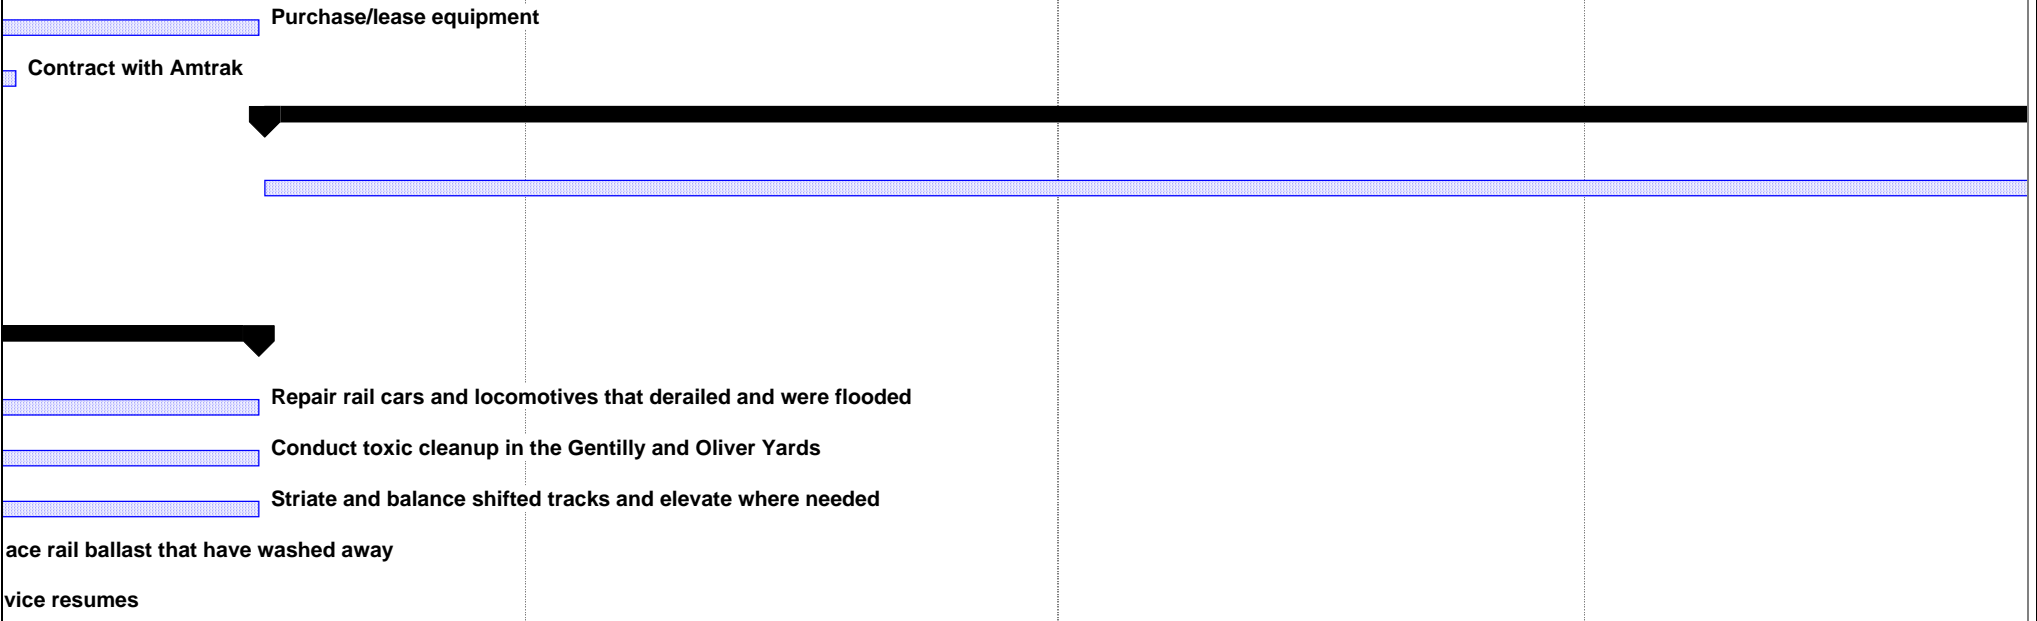 Purchase/lease equipment
Contract with Amtrak
Repair rail cars and locomotives that derailed and were flooded
Conduct toxic cleanup in the Gentilly and Oliver Yards
Striate and balance shifted tracks and elevate where needed
ace rail ballast that have washed away
vice resumes